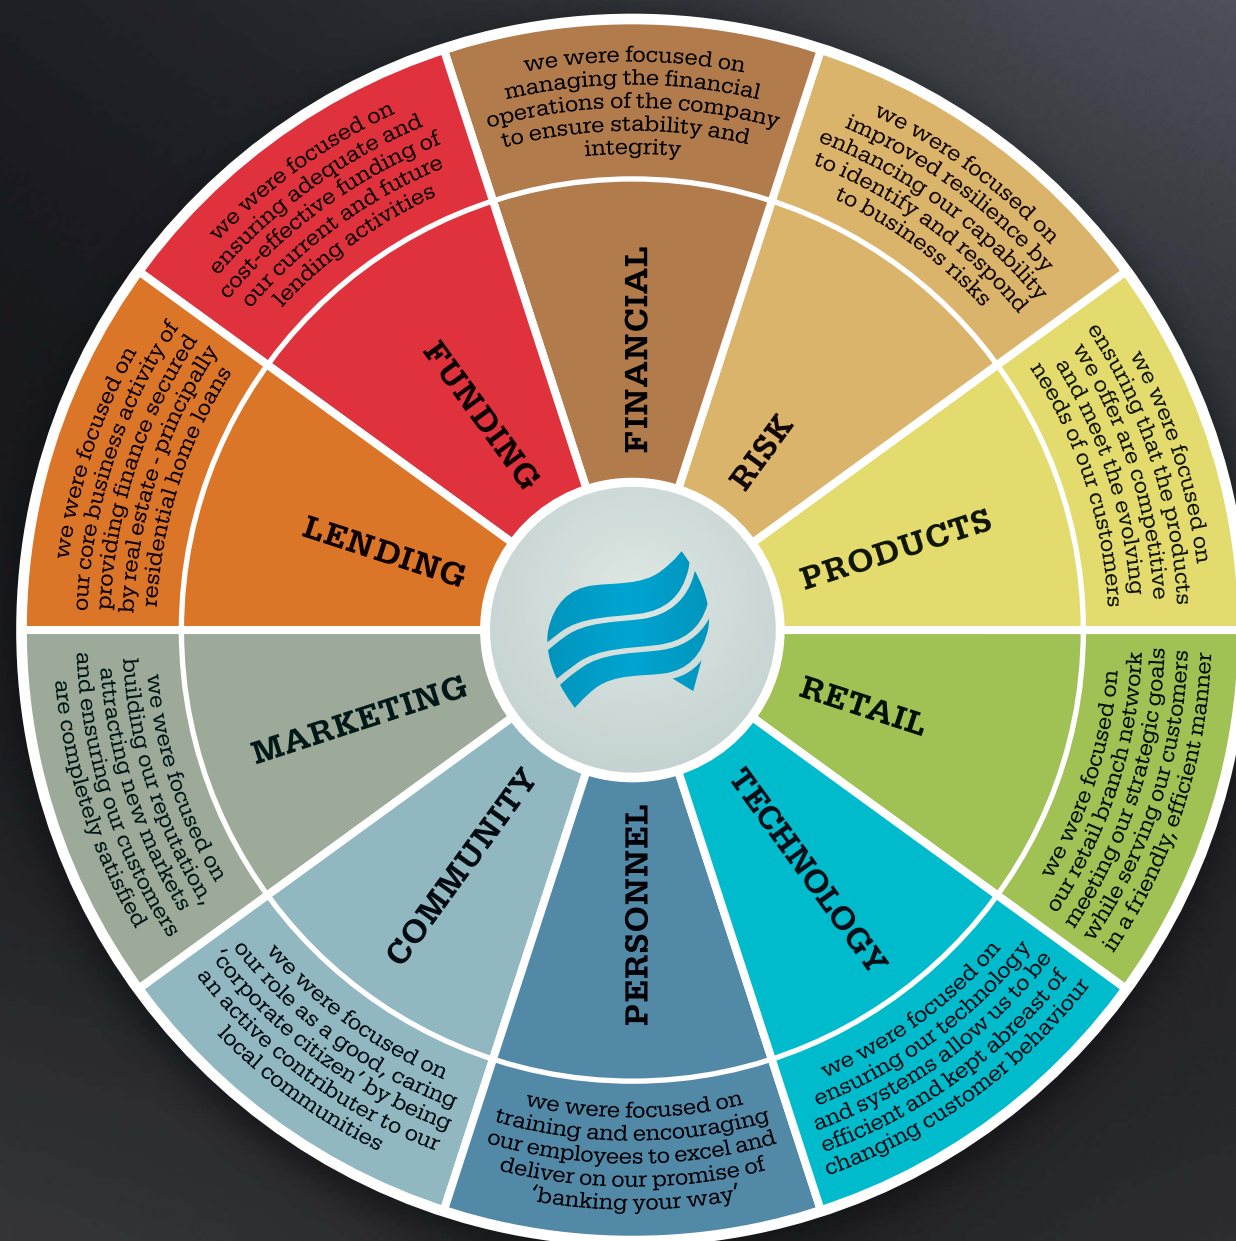 we were focused on
managing the financial
operations of the company
to ensure stability and
integrity
FINANCIAL
we were focused on
improved resilience by
enhancing our capability
to identify and respond
to business risks
RISK
we were focused on
ensuring that the products
we offer are competitive
and meet the evolving
needs of our customers
PRODUCTS
we were focused on
our retail branch network
meeting our strategic goals
while serving our customers
in a friendly, efficient manner
RETAIL
we were focused on
ensuring our technology
and systems allow us to be
efficient and kept abreast of
changing customer behaviour
TECHNOLOGY
we were focused on
training and encouraging
our employees to excel and
deliver on our promise of
'banking your way'
PERSONNEL
we were focused on
our role as a good, caring
'corporate citizen' by being
an active contributer to our
local communities
COMMUNITY
we were focused on
building our reputation,
attracting new markets
and ensuring our customers
are completely satisfied
MARKETING
we were focused on
our core business activity of
providing finance secured
by real estate - principally
residential home loans
LENDING
we were focused on
ensuring adequate and
cost-effective funding of
our current and future
lending activities
FUNDING